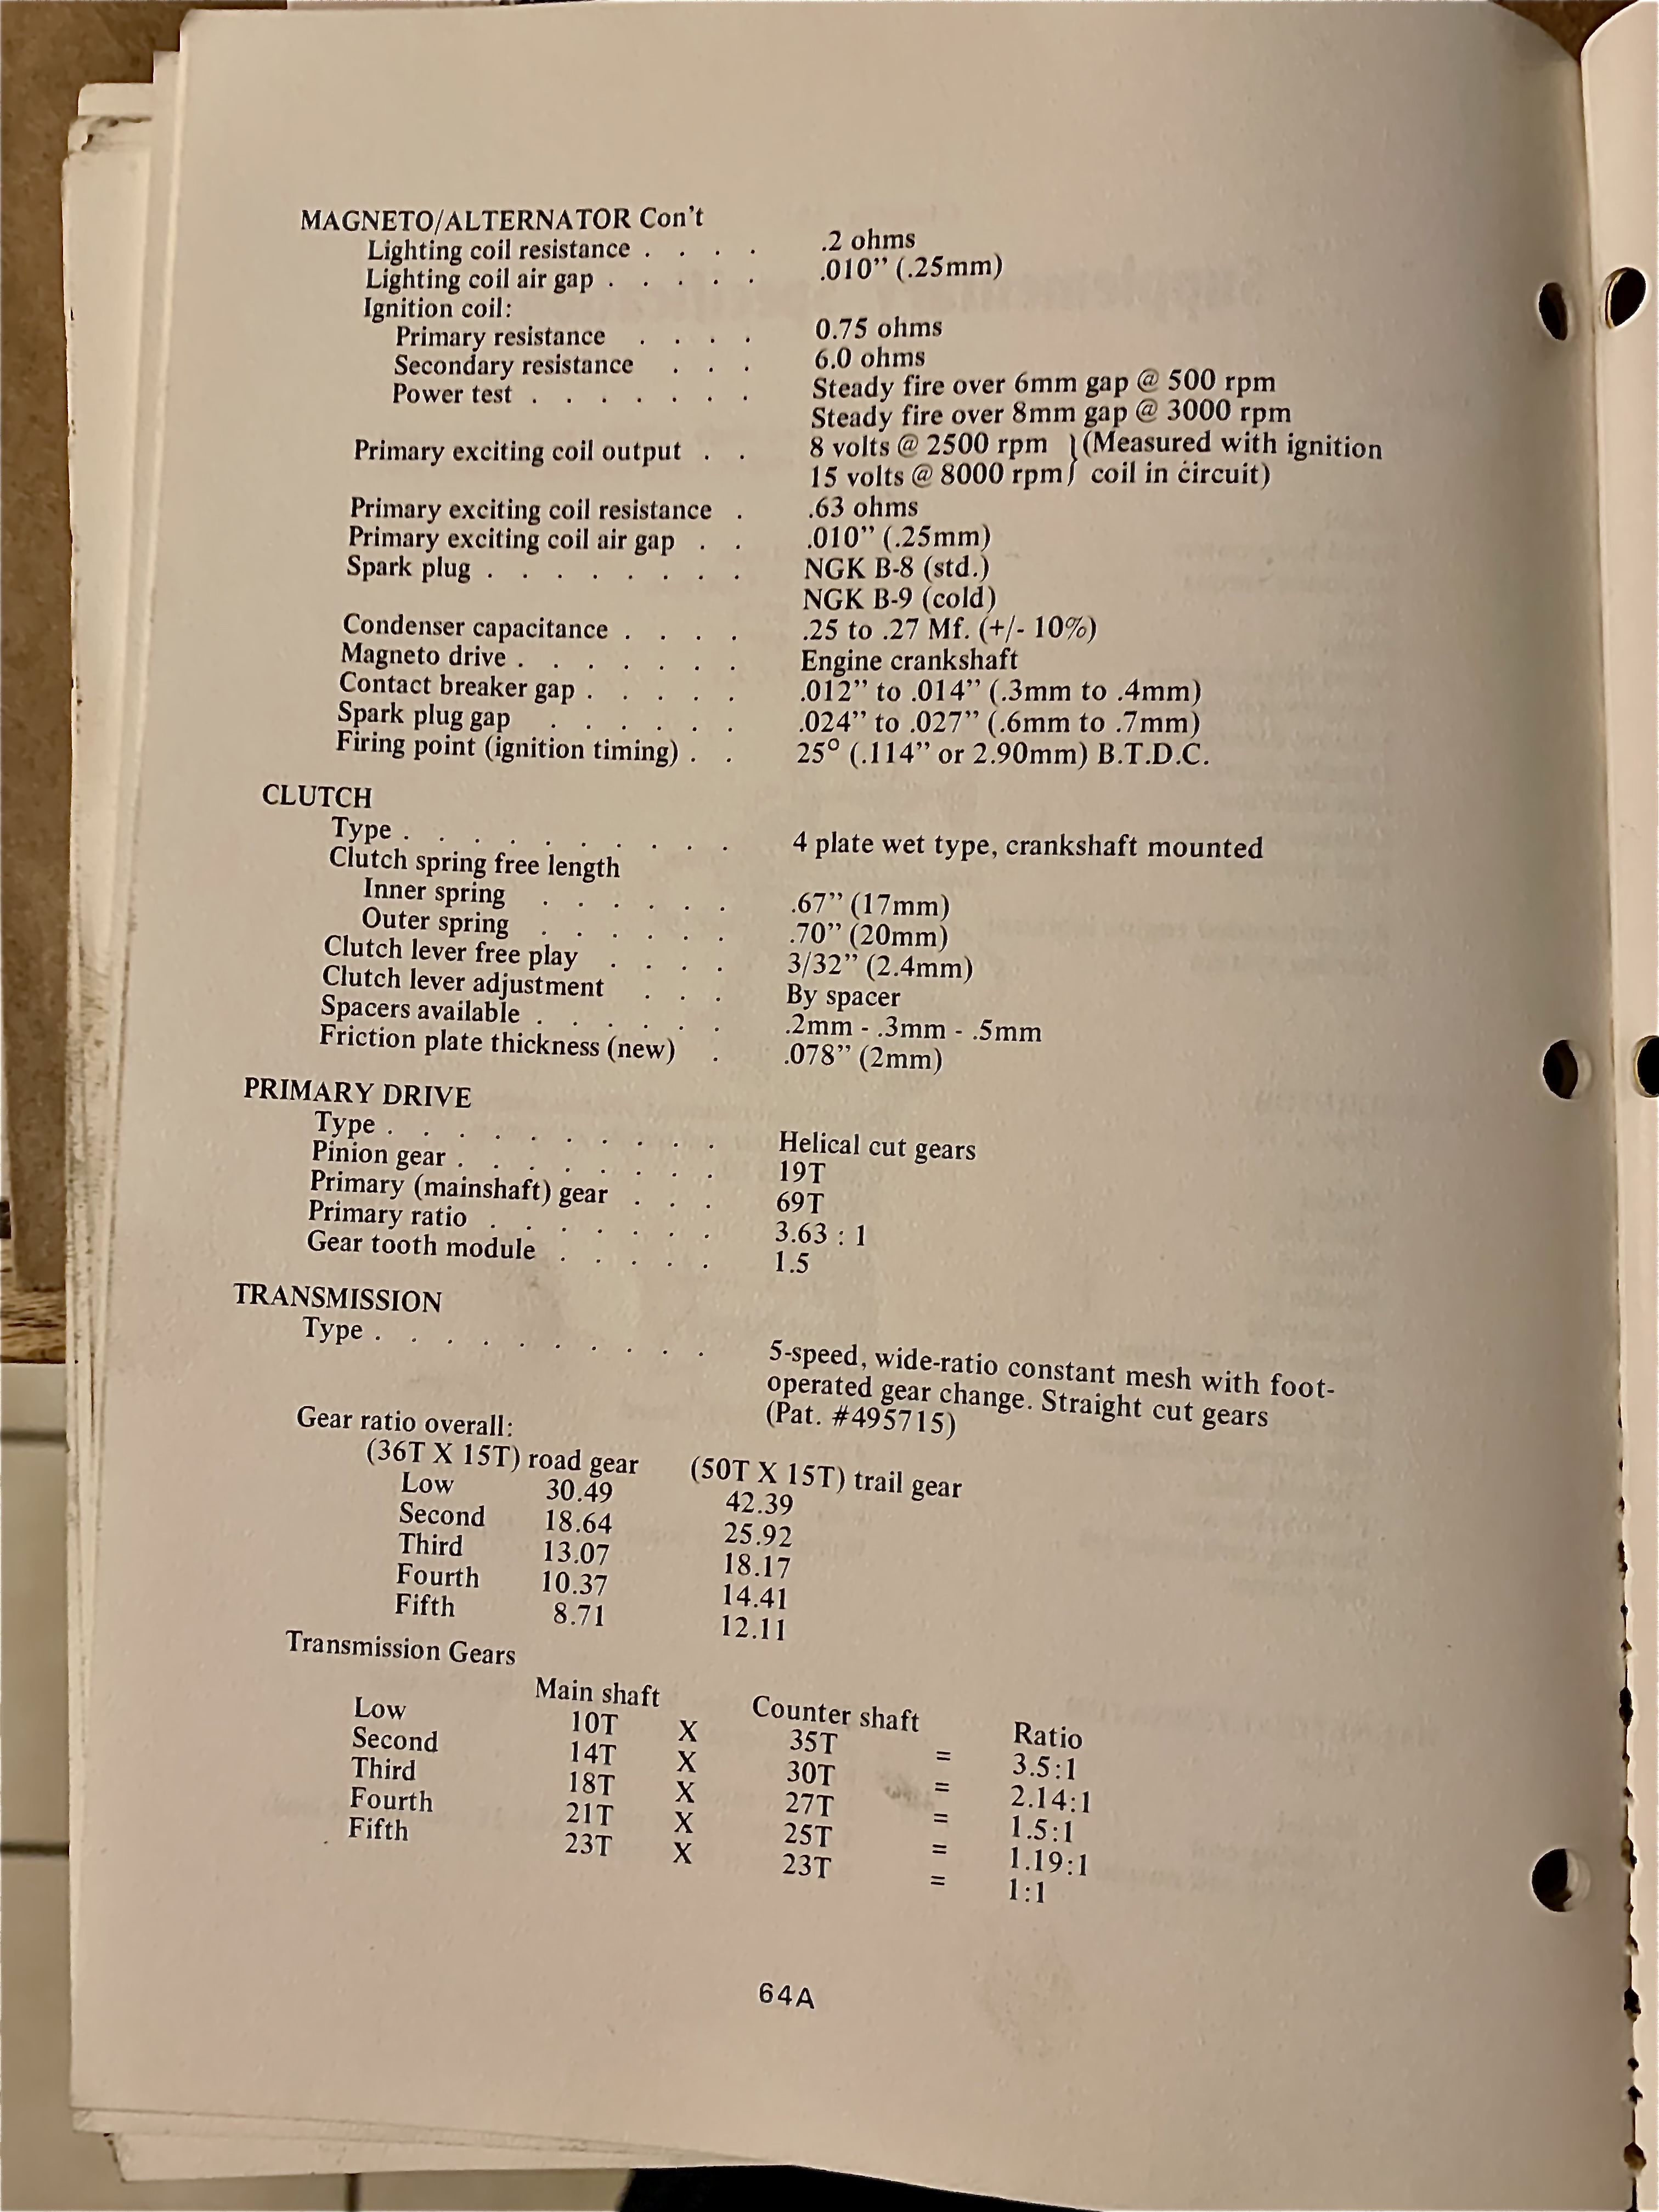 MAGNETO/ALTERNATOR Con't
Lighting coil resistance . . . . .2 ohms
Lighting coil air gap . . . . . .010” (.25mm)
Ignition coil:
Primary resistance . . . . 0.75 ohms
Secondary resistance . . . 6.0 ohms
Power test . . . . . . . Steady fire over 6mm gap @ 500 rpm
Steady fire over 8mm gap @ 3000 rpm
Primary exciting coil output . . 8 volts @ 2500 rpm } (Measured with ignition
15 volts @ 8000 rpm } coil in circuit)
Primary exciting coil resistance . .63 ohms
Primary exciting coil air gap . . .010” (.25mm)
Spark plug . . . . . . . . NGK B-8 (std.)
NGK B-9 (cold)
Condenser capacitance . . . . .25 to .27 Mf. (+/- 10%)
Magneto drive . . . . . . . Engine crankshaft
Contact breaker gap . . . . . .012” to .014” (.3mm to .4mm)
Spark plug gap . . . . . . .024” to .027” (.6mm to .7mm)
Firing point (ignition timing) . . 25° (.114” or 2.90mm) B.T.D.C.
CLUTCH
Type . . . . . . . . . . 4 plate wet type, crankshaft mounted
Clutch spring free length
Inner spring . . . . . . .67” (17mm)
Outer spring . . . . . . .70” (20mm)
Clutch lever free play . . . . 3/32” (2.4mm)
Clutch lever adjustment . . . By spacer
Spacers available . . . . . . .2mm - .3mm - .5mm
Friction plate thickness (new) . .078” (2mm)
PRIMARY DRIVE
Type . . . . . . . . . . Helical cut gears
Pinion gear . . . . . . . . 19T
Primary (mainshaft) gear . . . 69T
Primary ratio . . . . . . . 3.63 : 1
Gear tooth module . . . . . 1.5
TRANSMISSION
Type . . . . . . . . . . 5-speed, wide-ratio constant mesh with foot-
operated gear change. Straight cut gears
(Pat. #495715)
Gear ratio overall:
(36T X 15T) road gear (50T X 15T) trail gear
Low 30.49 42.39
Second 18.64 25.92
Third 13.07 18.17
Fourth 10.37 14.41
Fifth 8.71 12.11
Transmission Gears
Main shaft Counter shaft Ratio
Low 10T X 35T = 3.5:1
Second 14T X 30T = 2.14:1
Third 18T X 27T = 1.5:1
Fourth 21T X 25T = 1.19:1
Fifth 23T X 23T = 1:1
64A